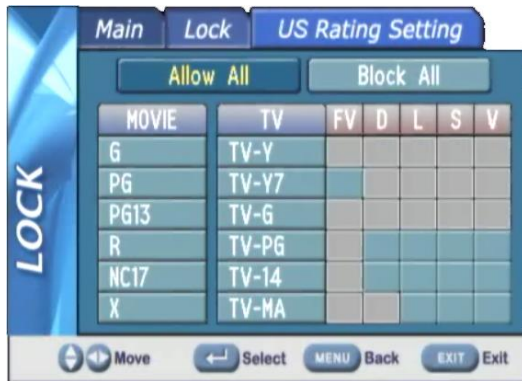 Main Lock US Rating Setting
Allow All Block All
MOVIE TV FV D L S V
G TV-Y
PG TV-Y7
PG13 TV-G
R TV-PG
NC17 TV-14
X TV-MA
LOCK
Move Select MENU Back EXIT Exit